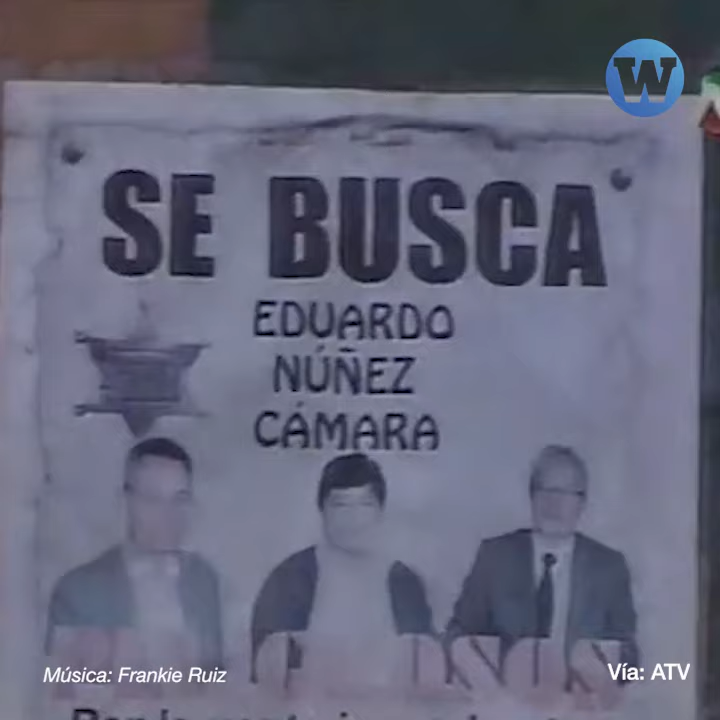 W
SE BUSCA
EDUARDO
NÚÑEZ
CÁMARA
Música: Frankie Ruiz
Vía: ATV